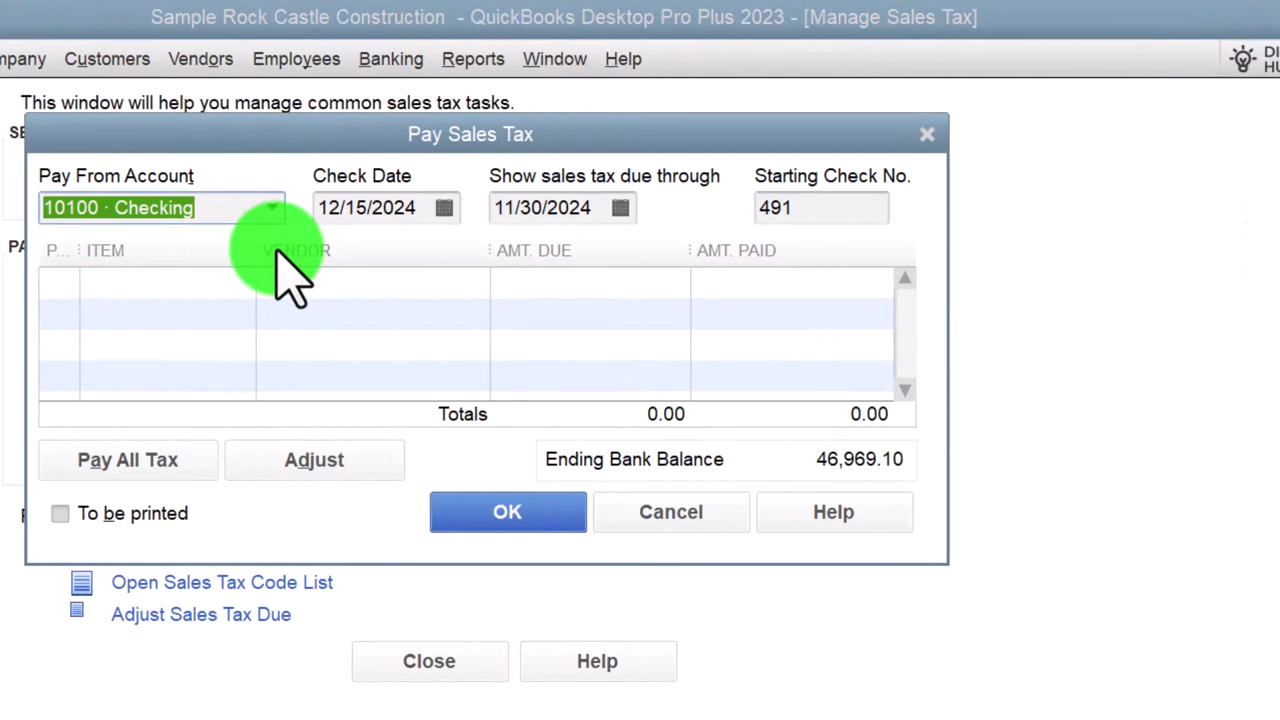 Sample Rock Castle Construction - QuickBooks Desktop Pro Plus 2023 - [Manage Sales Tax]
mpany Customers Vendors Employees Banking Reports Window Help
This window will help you manage common sales tax tasks.
Pay Sales Tax
Pay From Account Check Date Show sales tax due through Starting Check No.
10100 · Checking 12/15/2024 11/30/2024 491
P... ITEM VENDOR AMT. DUE AMT. PAID
Totals 0.00 0.00
Pay All Tax Adjust Ending Bank Balance 46,969.10
To be printed OK Cancel Help
Open Sales Tax Code List
Adjust Sales Tax Due
Close Help